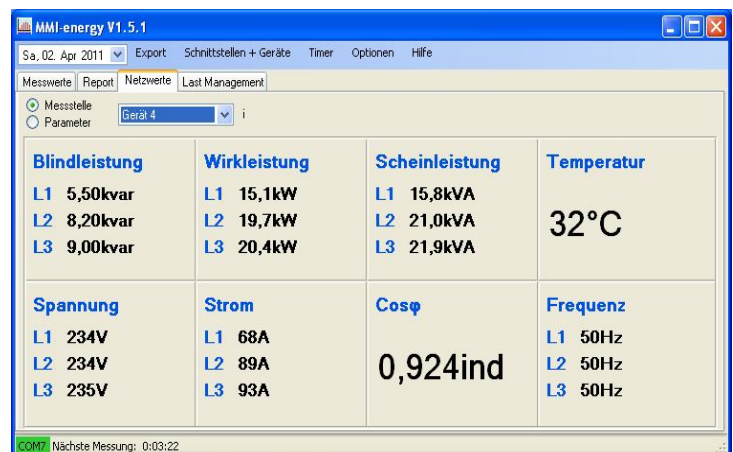 MMI-energy V1.5.1
Sa, 02. Apr 2011 Export Schnittstellen + Geräte Timer Optionen Hilfe
Messwerte Report Netzwerte Last Management
Messstelle
Parameter
Gerät 4 i
Blindleistung
L1 5,50kvar
L2 8,20kvar
L3 9,00kvar
Wirkleistung
L1 15,1kW
L2 19,7kW
L3 20,4kW
Scheinleistung
L1 15,8kVA
L2 21,0kVA
L3 21,9kVA
Temperatur
32°C
Spannung
L1 234V
L2 234V
L3 235V
Strom
L1 68A
L2 89A
L3 93A
Cosφ
0,924ind
Frequenz
L1 50Hz
L2 50Hz
L3 50Hz
COM7 Nächste Messung: 0:03:22